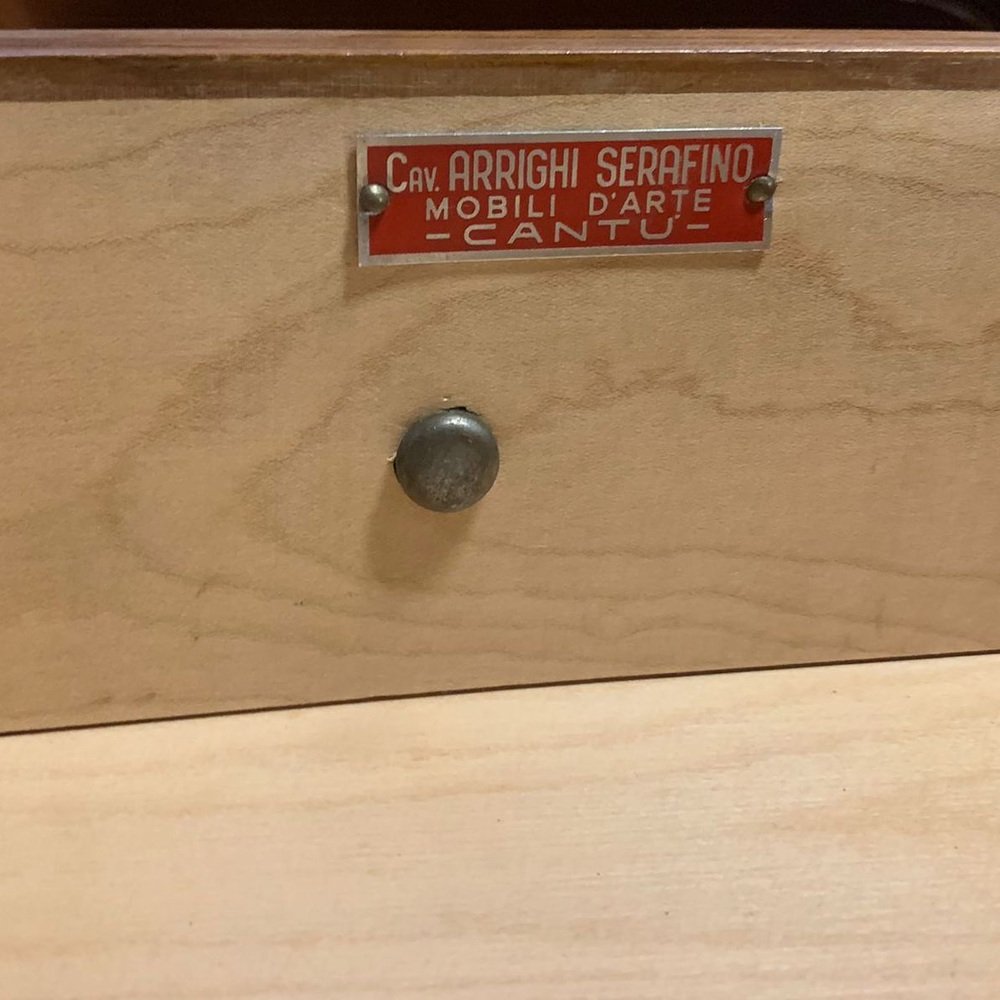 CAV. ARRIGHI SERAFINO
MOBILI D'ARTE
- CANTU' -